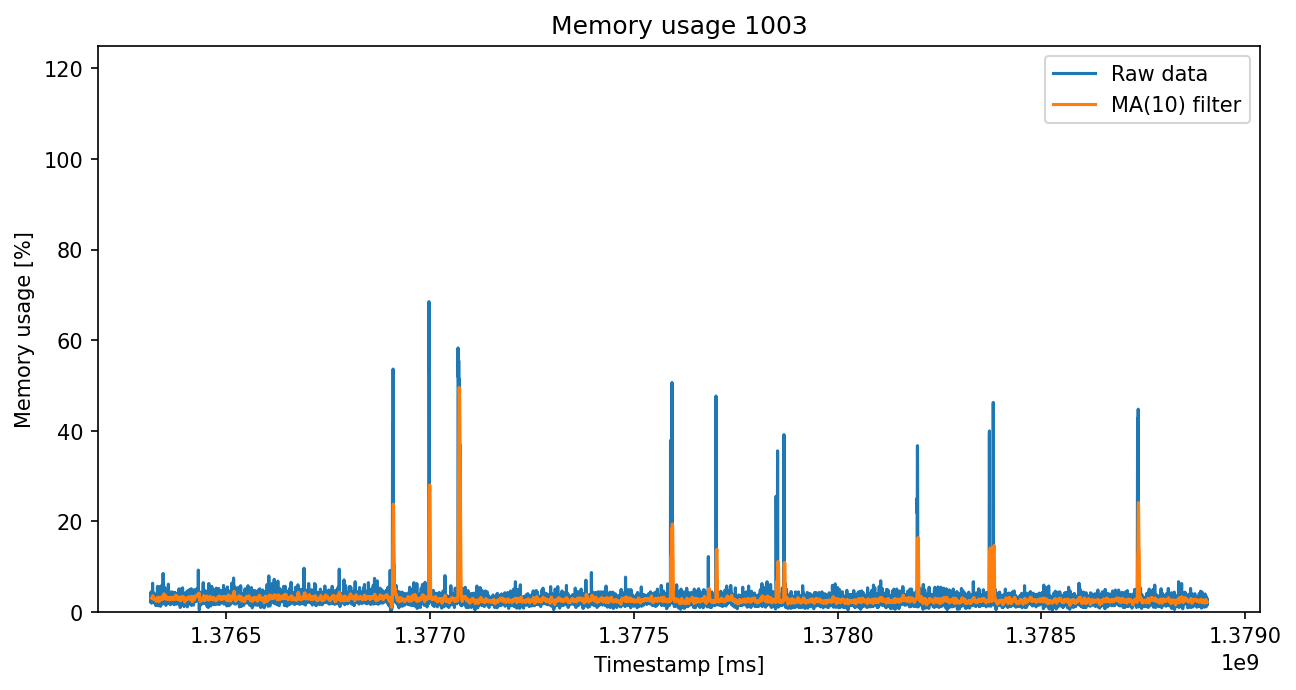 Memory usage 1003
Raw data
MA(10) filter
Memory usage [%]
120
100
80
60
40
20
0
1.3765 1.3770 1.3775 1.3780 1.3785 1.3790
1e9
Timestamp [ms]